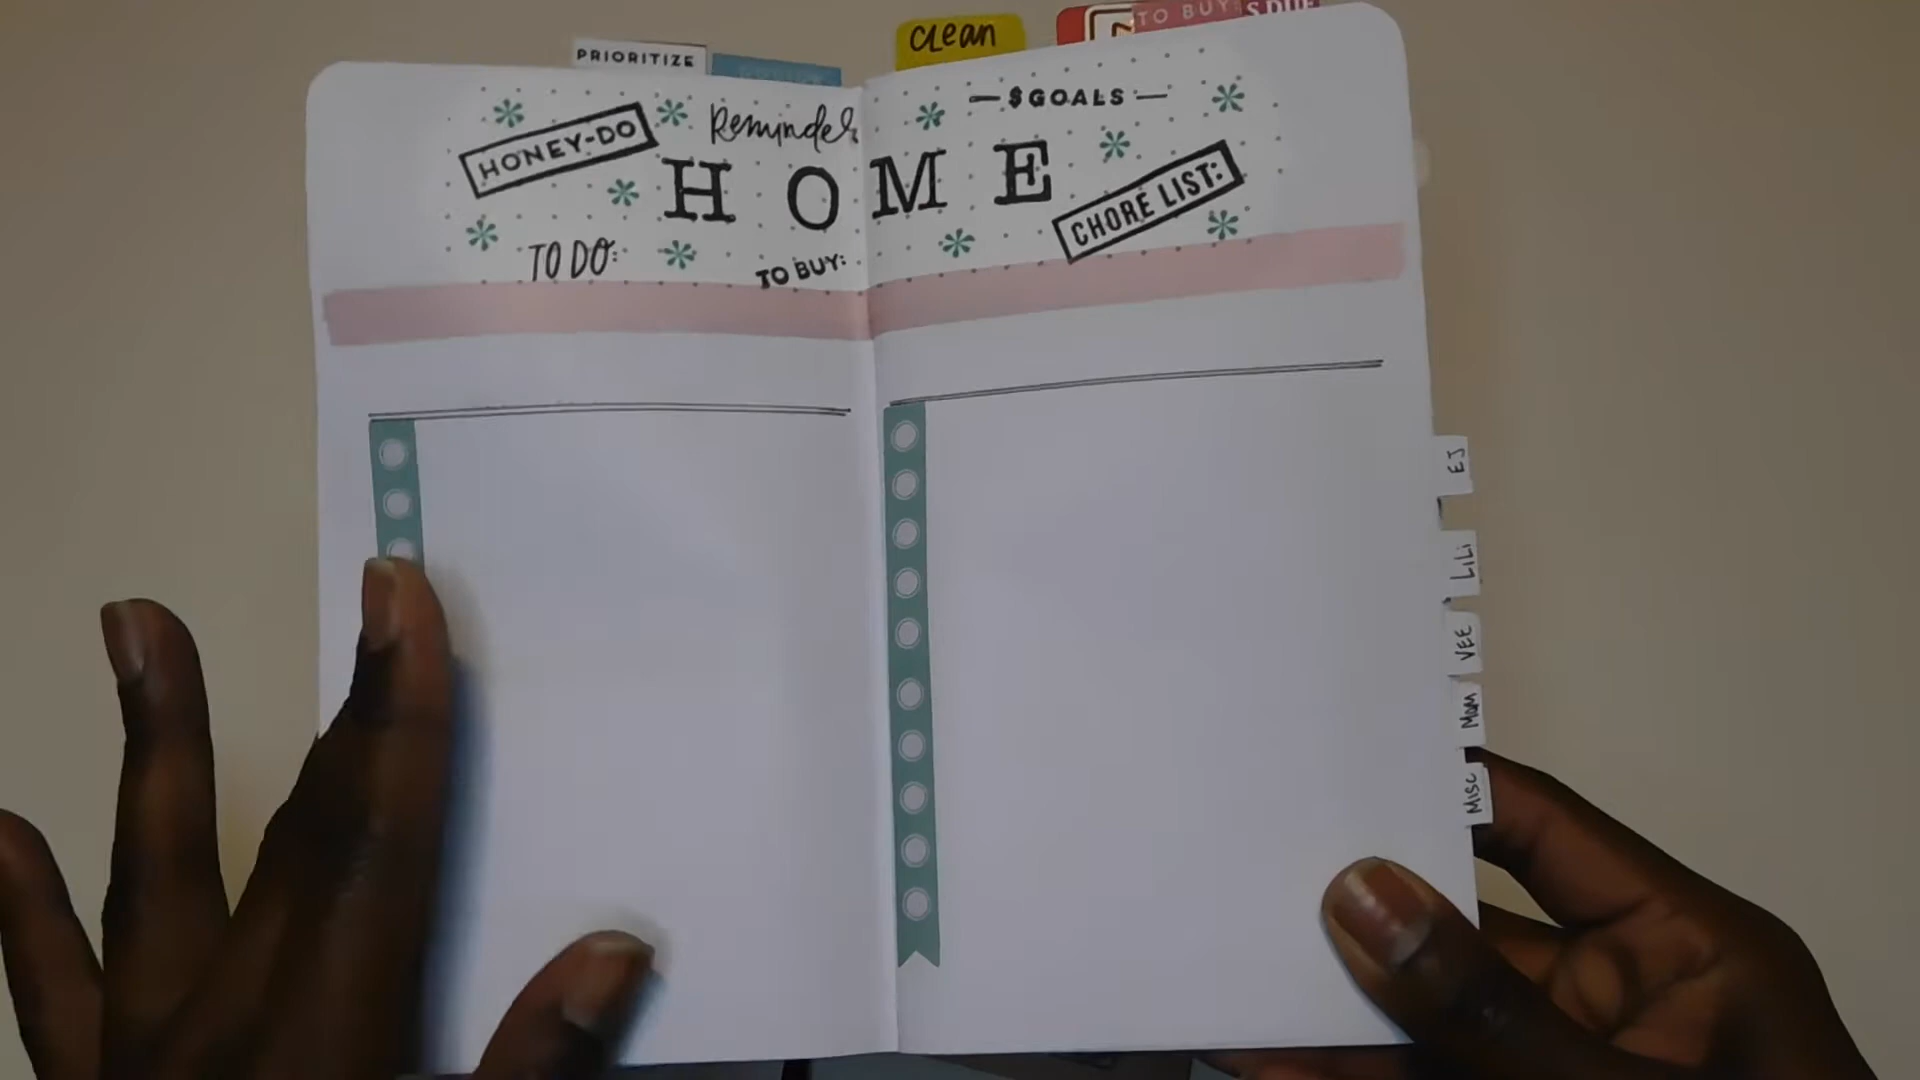 PRIORITIZE
clean
TO BUY:
HONEY-DO
Reminder
—$GOALS—
HOME
CHORE LIST:
TO DO:
TO BUY:
EJ
LiLi
VEE
MOM
MISC